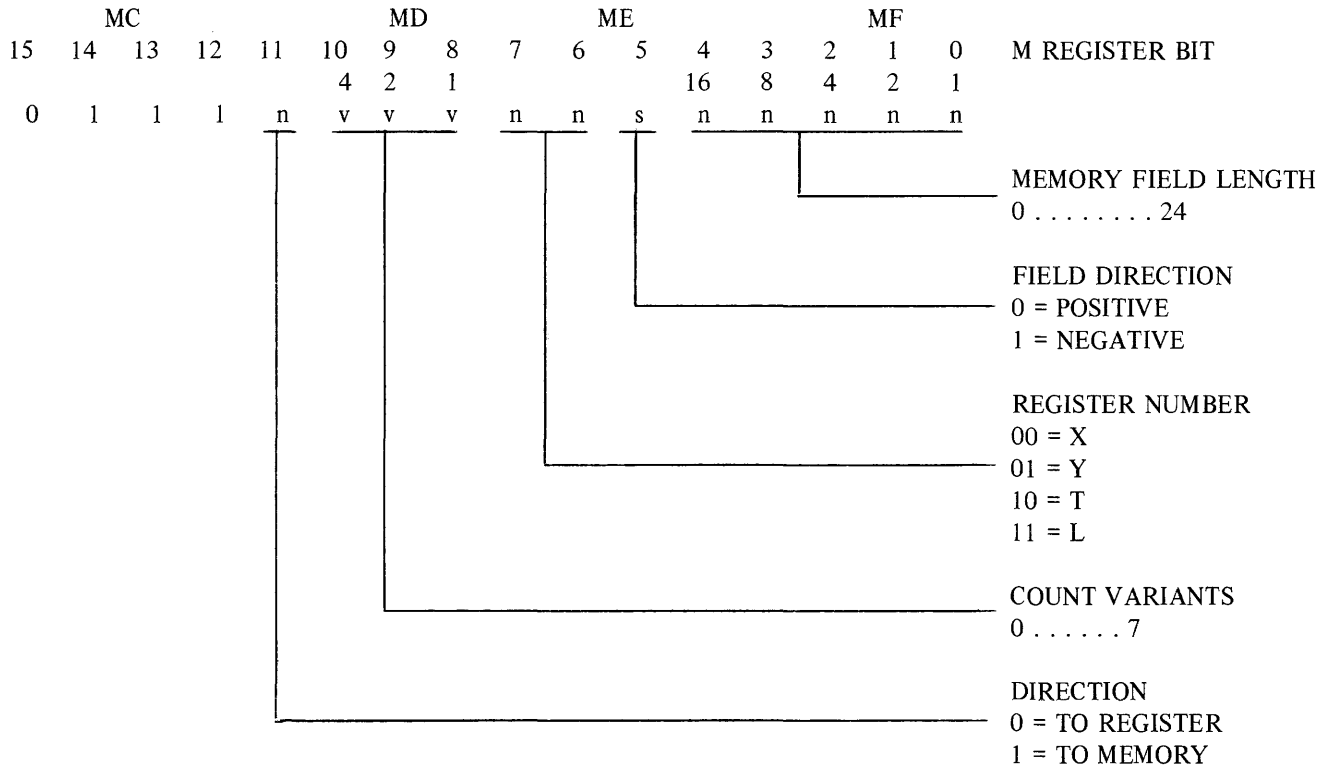 MC MD ME MF
15 14 13 12 11 10 9 8 7 6 5 4 3 2 1 0 M REGISTER BIT
4 2 1 16 8 4 2 1
0 1 1 1 n v v v n n s n n n n n
MEMORY FIELD LENGTH
0 . . . . . . . . 24
FIELD DIRECTION
0 = POSITIVE
1 = NEGATIVE
REGISTER NUMBER
00 = X
01 = Y
10 = T
11 = L
COUNT VARIANTS
0 . . . . . . 7
DIRECTION
0 = TO REGISTER
1 = TO MEMORY